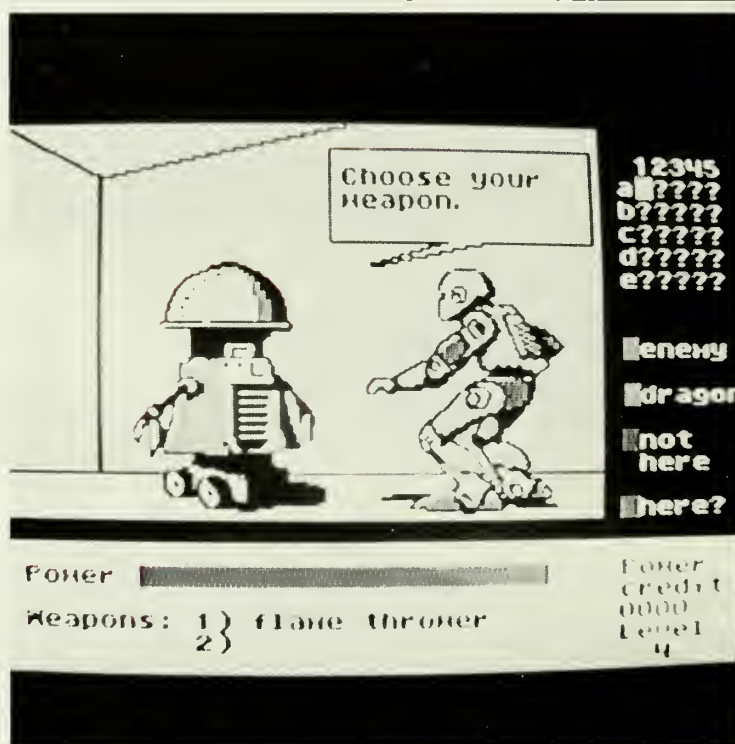 Choose your
weapon.
12345
a ????
b?????
c?????
d?????
e?????
enemy
dragon
not
here
here?
Power
Weapons: 1) flame thrower
2)
Power
credit
0000
Level
4